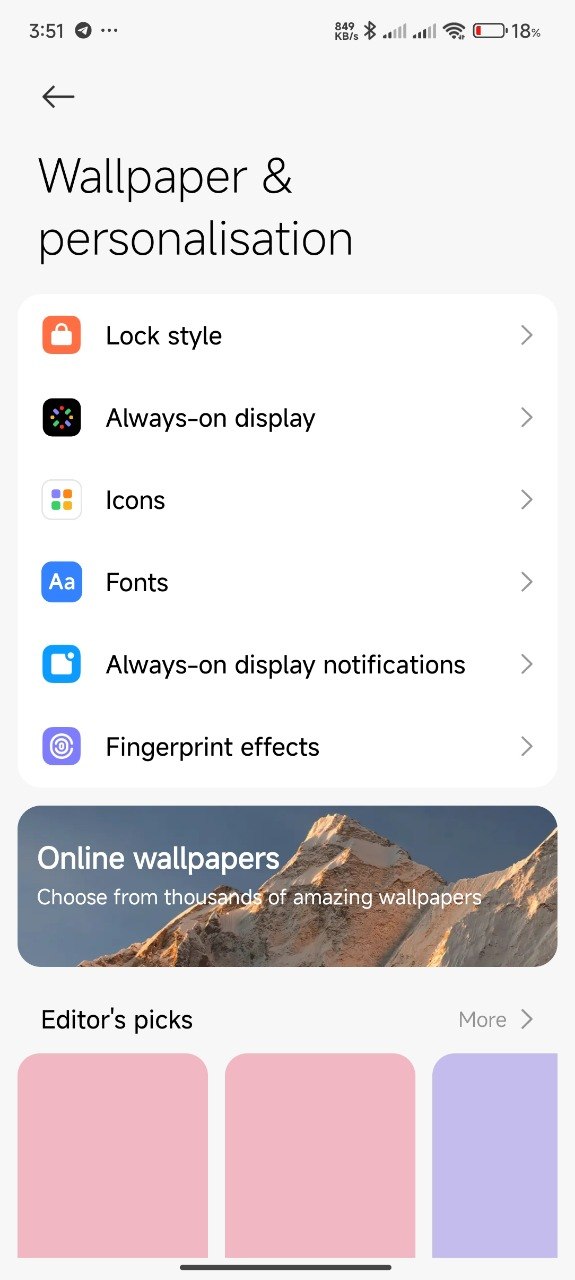 3:51 ... 849 KB/s 18%
Wallpaper &
personalisation
Lock style
Always-on display
Icons
Aa Fonts
Always-on display notifications
Fingerprint effects
Online wallpapers
Choose from thousands of amazing wallpapers
Editor's picks More